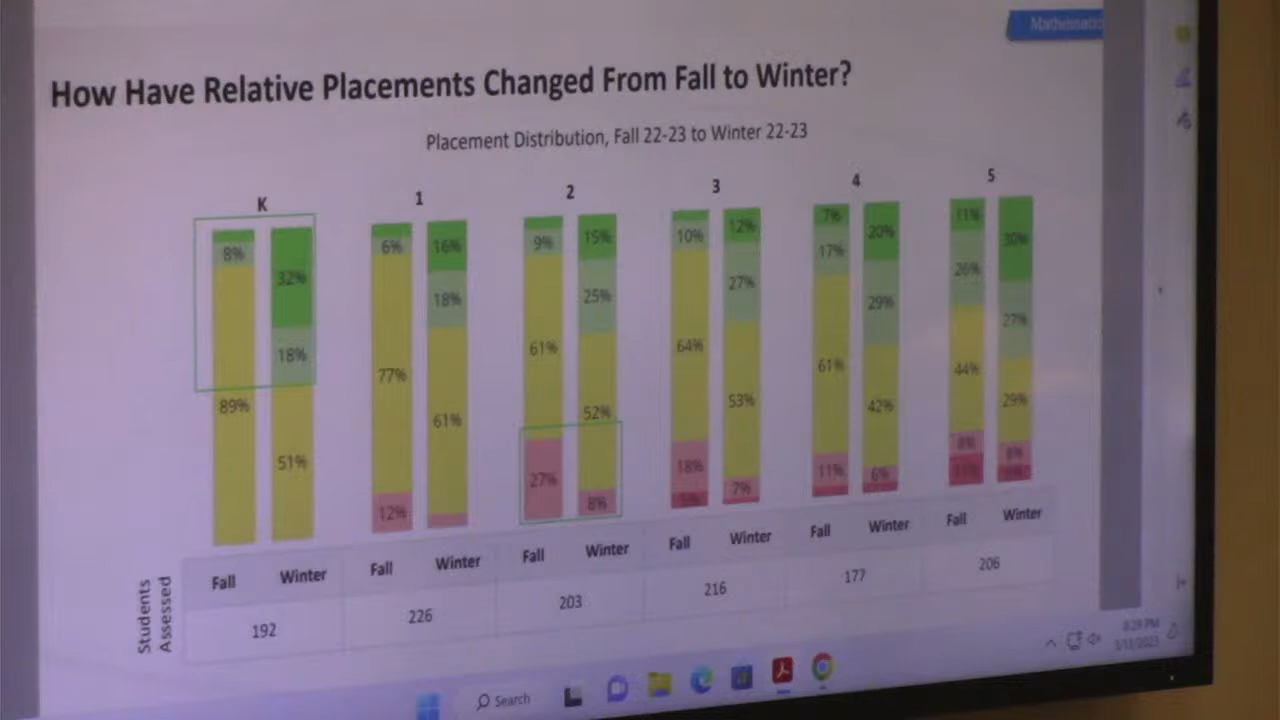 Mathematics
How Have Relative Placements Changed From Fall to Winter?
Placement Distribution, Fall 22-23 to Winter 22-23
K 1 2 3 4 5
8% 32% 6% 16% 9% 15% 10% 12% 7% 20% 11% 30%
18% 18% 25% 27% 17% 29% 26% 27%
89% 51% 77% 61% 61% 52% 64% 53% 61% 42% 44% 29%
12% 27% 8% 18% 7% 11% 6% 8% 8%
Fall Winter Fall Winter Fall Winter Fall Winter Fall Winter Fall Winter
Students
Assessed
192 226 203 216 177 206
Search
8:29 PM